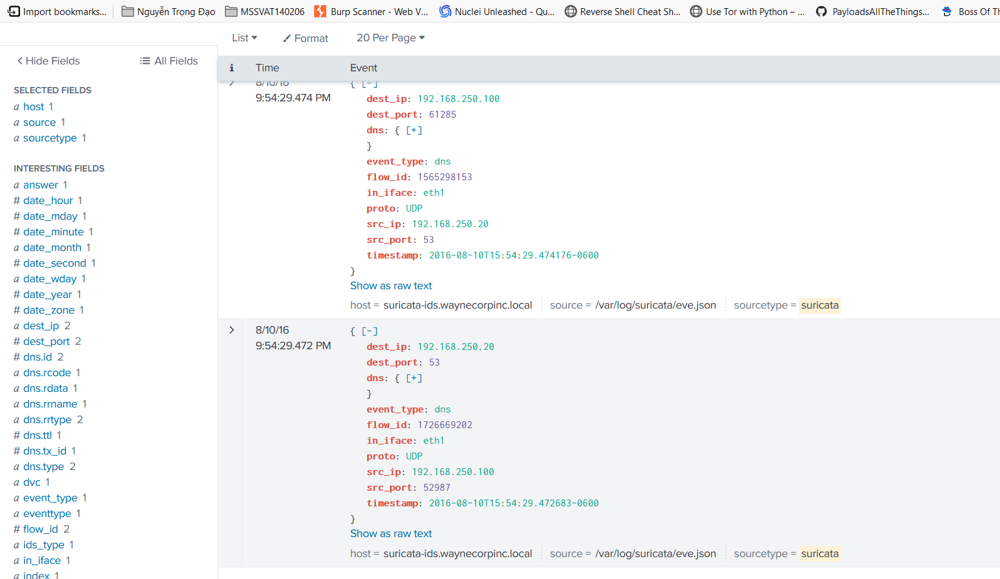 Import bookmarks... Nguyễn Trọng Đạo MSSVAT140206 Burp Scanner - Web V... Nuclei Unleashed - Qu... Reverse Shell Cheat Sh... Use Tor with Python – ... PayloadsAllTheThings... Boss Of Th
List Format 20 Per Page
Hide Fields All Fields
SELECTED FIELDS
a host 1
a source 1
a sourcetype 1
INTERESTING FIELDS
a answer 1
# date_hour 1
# date_mday 1
# date_minute 1
a date_month 1
# date_second 1
a date_wday 1
# date_year 1
# date_zone 1
a dest_ip 2
# dest_port 2
# dns.id 2
a dns.rcode 1
a dns.rdata 1
a dns.rrname 1
a dns.rrtype 2
# dns.ttl 1
# dns.tx_id 1
a dns.type 2
a dvc 1
a event_type 1
a eventtype 1
# flow_id 2
a ids_type 1
a in_iface 1
a index 1
i Time Event
8/10/16
9:54:29.474 PM
{ [-]
dest_ip: 192.168.250.100
dest_port: 61285
dns: { [+]
}
event_type: dns
flow_id: 1565298153
in_iface: eth1
proto: UDP
src_ip: 192.168.250.20
src_port: 53
timestamp: 2016-08-10T15:54:29.474176-0600
}
Show as raw text
host = suricata-ids.waynecorpinc.local source = /var/log/suricata/eve.json sourcetype = suricata
8/10/16
9:54:29.472 PM
{ [-]
dest_ip: 192.168.250.20
dest_port: 53
dns: { [+]
}
event_type: dns
flow_id: 1726669202
in_iface: eth1
proto: UDP
src_ip: 192.168.250.100
src_port: 52987
timestamp: 2016-08-10T15:54:29.472683-0600
}
Show as raw text
host = suricata-ids.waynecorpinc.local source = /var/log/suricata/eve.json sourcetype = suricata